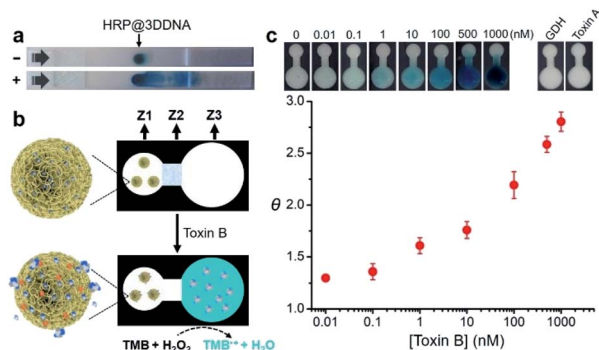 a
HRP@3DDNA
−
+
b
Z1 Z2 Z3
Toxin B
TMB + H₂O₂ TMB•+ + H₂O
c
0 0.01 0.1 1 10 100 500 1000 (nM)
GDH
Toxin A
3.0
2.5
2.0
1.5
1.0
θ
0.01 0.1 1 10 100 1000
[Toxin B] (nM)